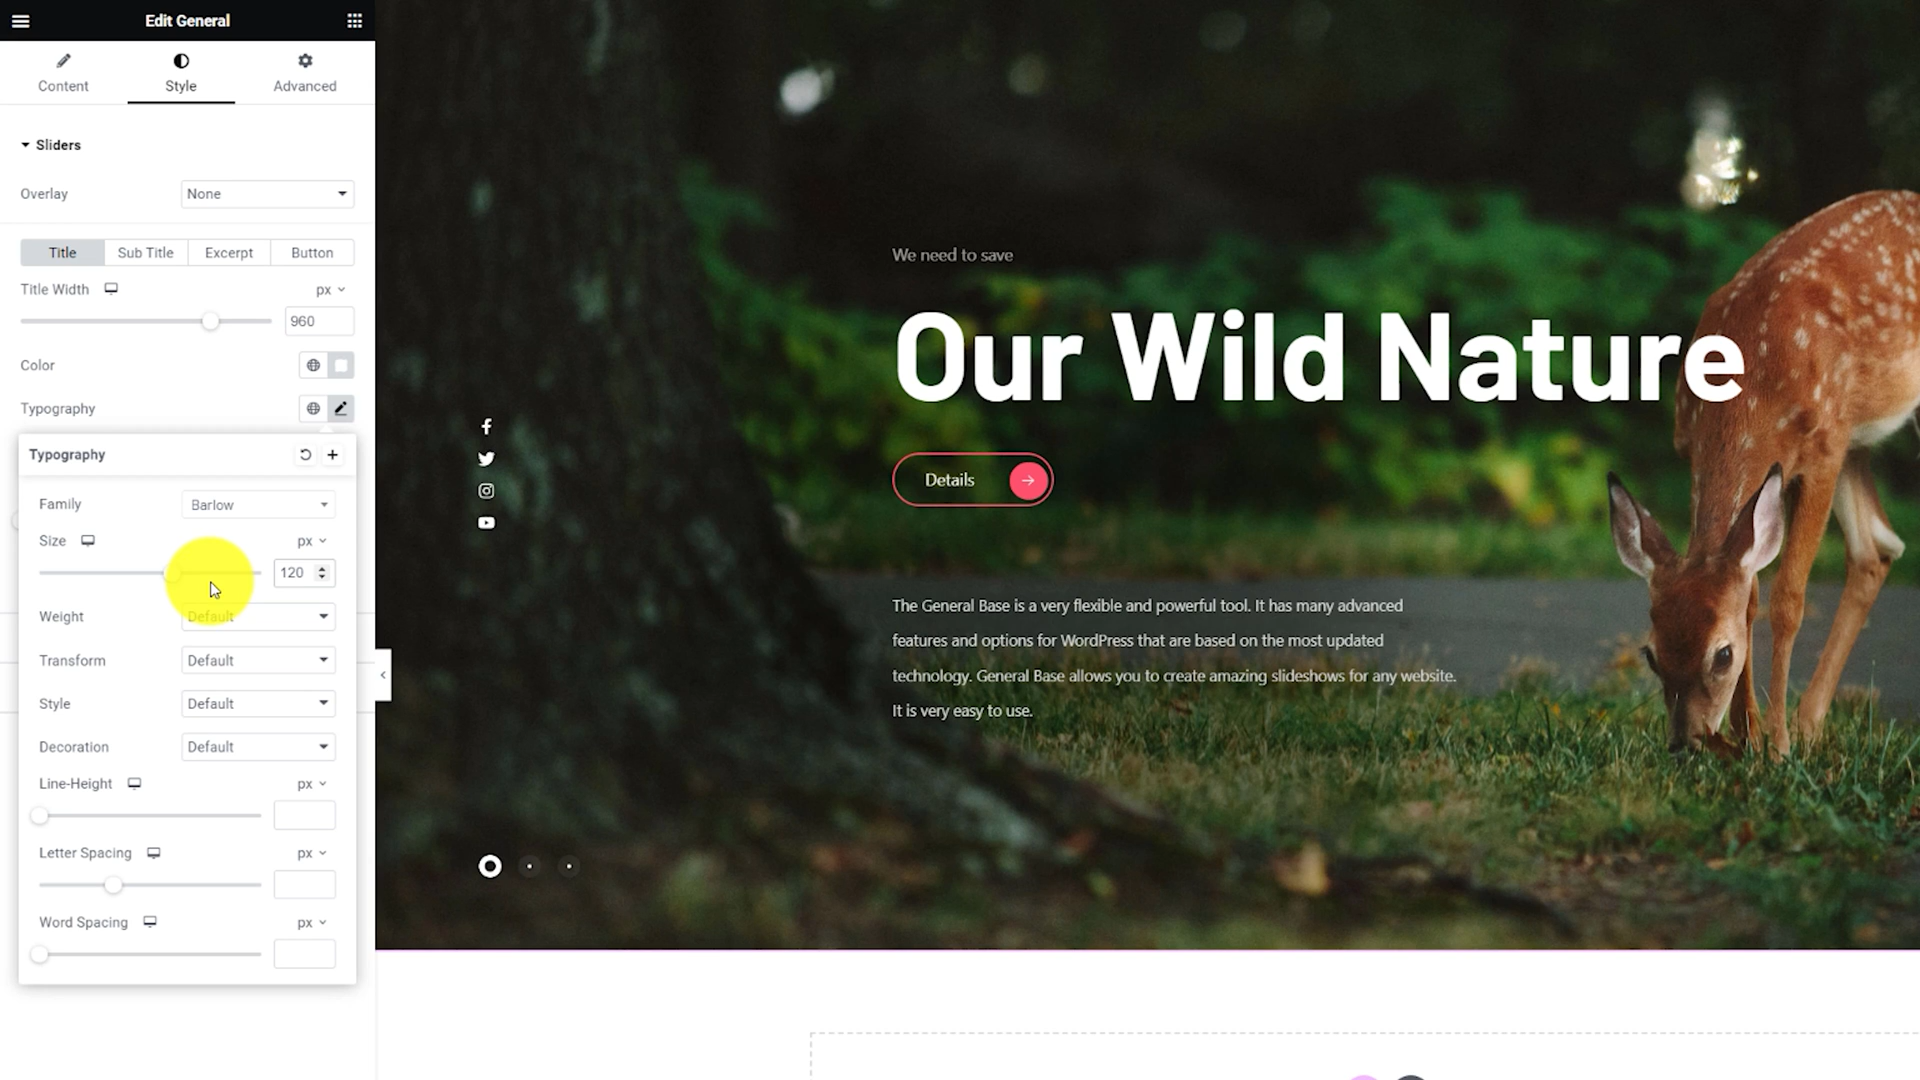 Edit General
Content
Style
Advanced
Sliders
Overlay
None
Title
Sub Title
Excerpt
Button
Title Width
px
960
Color
Typography
Typography
Family
Barlow
Size
px
120
Weight
Default
Transform
Default
Style
Default
Decoration
Default
Line-Height
px
Letter Spacing
px
Word Spacing
px
We need to save
Our Wild Nature
Details
The General Base is a very flexible and powerful tool. It has many advanced
features and options for WordPress that are based on the most updated
technology. General Base allows you to create amazing slideshows for any website.
It is very easy to use.